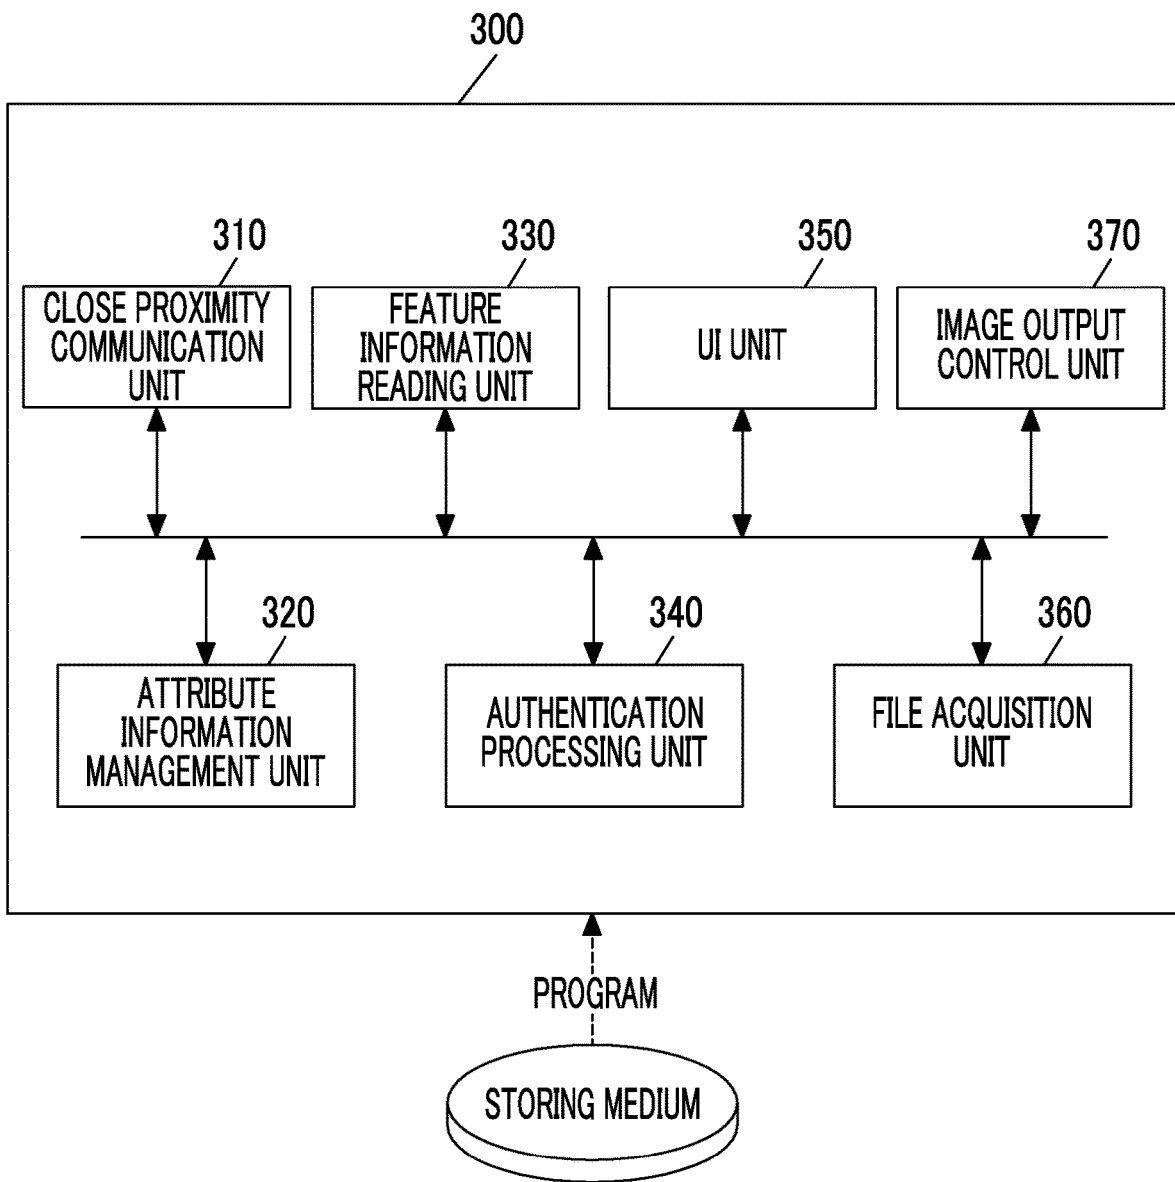 300
310
330
350
370
CLOSE PROXIMITY
COMMUNICATION
UNIT
FEATURE
INFORMATION
READING UNIT
UI UNIT
IMAGE OUTPUT
CONTROL UNIT
320
340
360
ATTRIBUTE
INFORMATION
MANAGEMENT UNIT
AUTHENTICATION
PROCESSING UNIT
FILE ACQUISITION
UNIT
PROGRAM
STORING MEDIUM